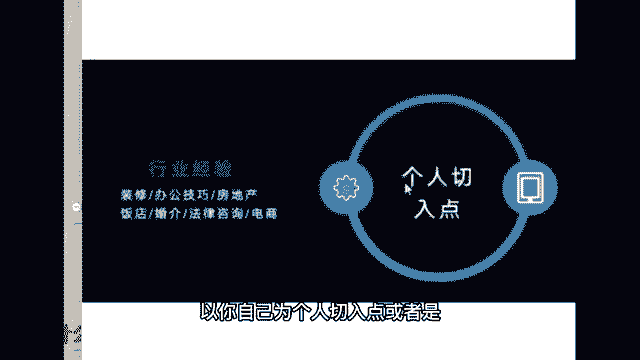 行业经验
装修/办公技巧/房地产
饭店/婚介/法律咨询/电商
个人切
入点
以你自己为个人切入点或者是